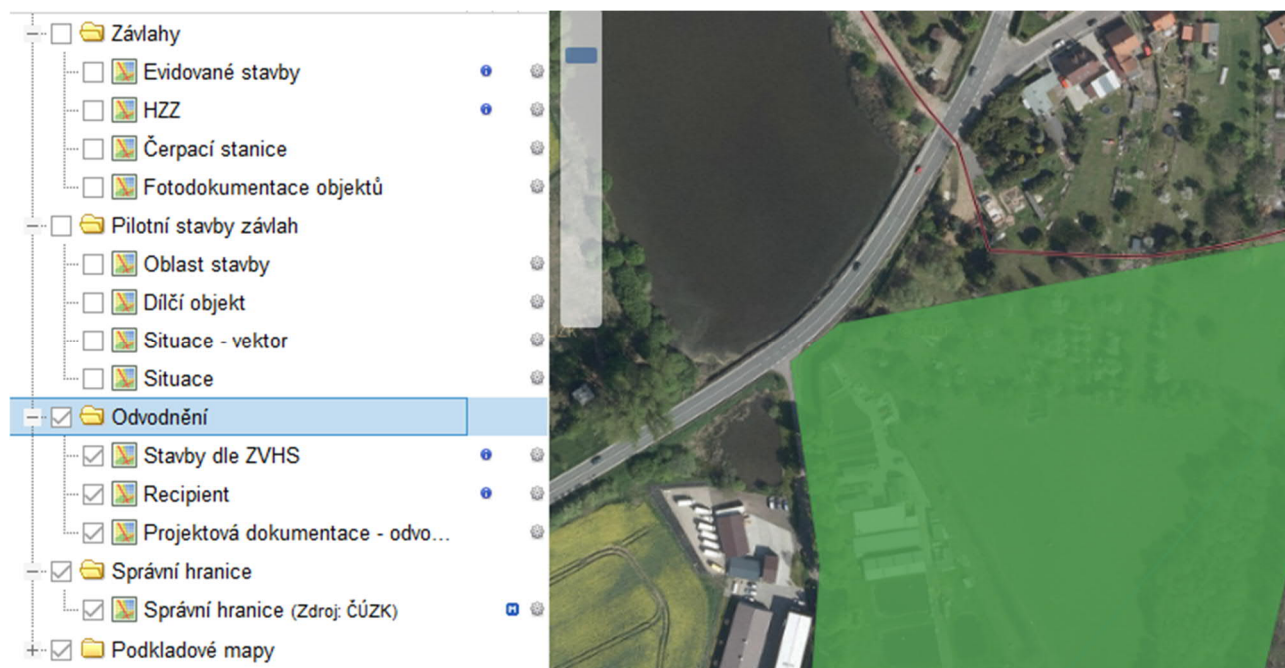 Závlahy
Evidované stavby
HZZ
Čerpací stanice
Fotodokumentace objektů
Pilotní stavby závlah
Oblast stavby
Dílčí objekt
Situace - vektor
Situace
Odvodnění
Stavby dle ZVHS
Recipient
Projektová dokumentace - odvo...
Správní hranice
Správní hranice (Zdroj: ČÚZK)
Podkladové mapy